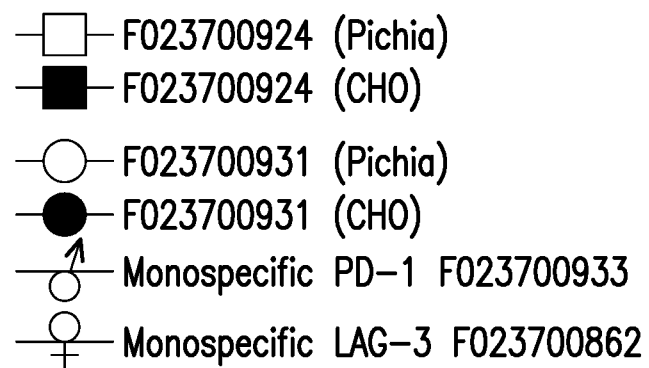 F023700924 (Pichia)
F023700924 (CHO)
F023700931 (Pichia)
F023700931 (CHO)
Monospecific PD-1 F023700933
Monospecific LAG-3 F023700862